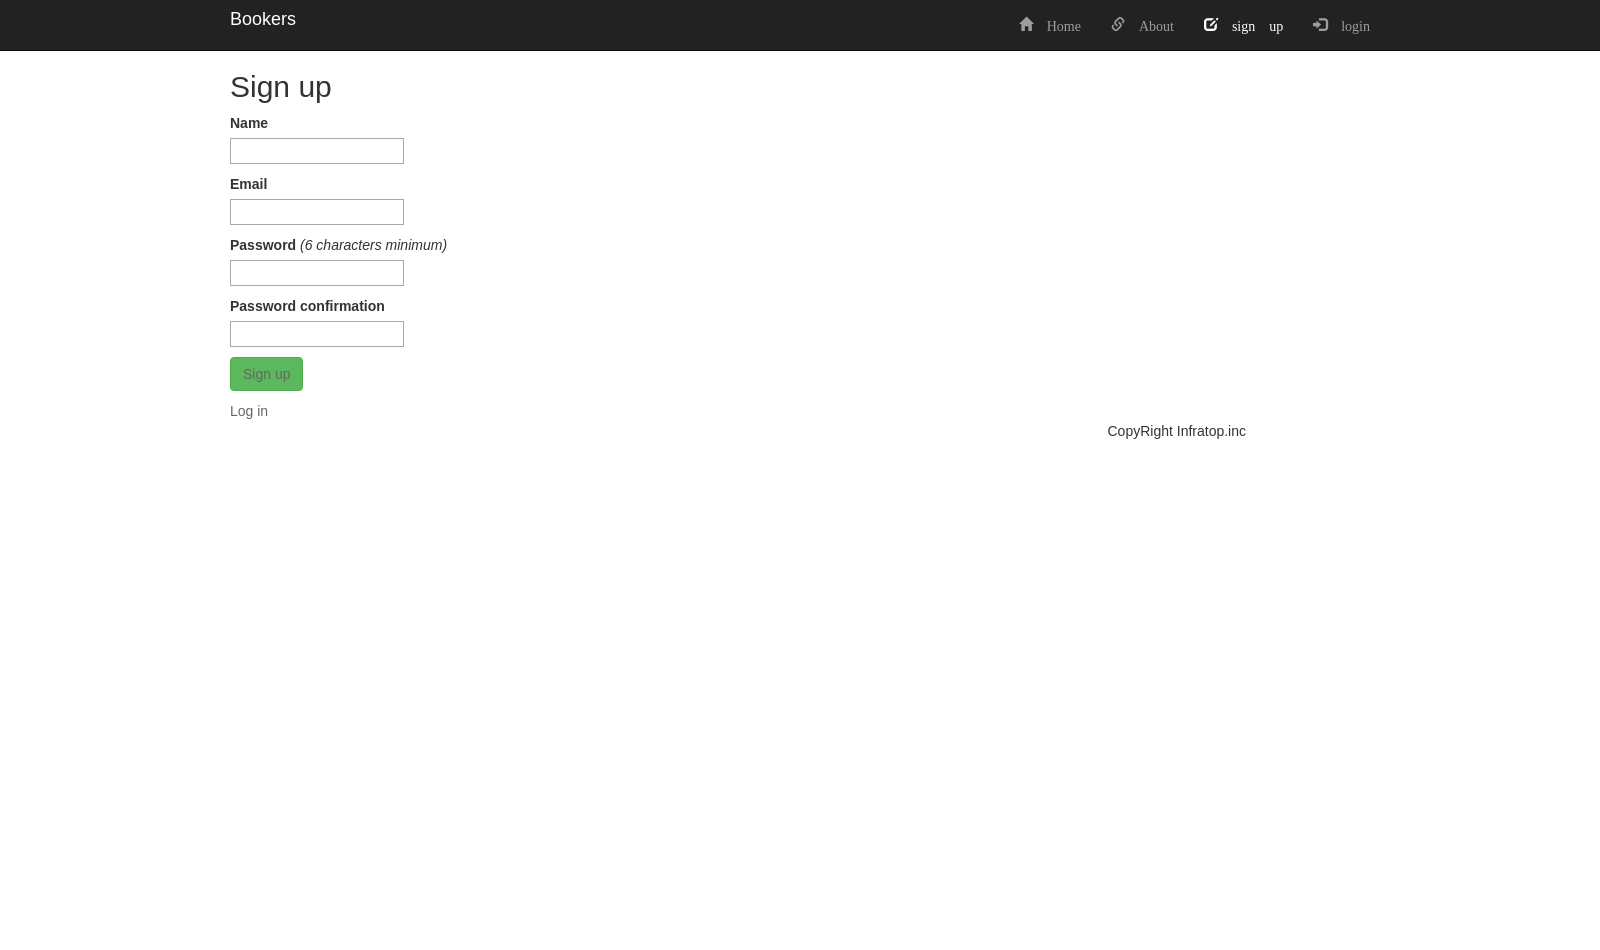 Bookers
Home About sign up login
Sign up
Name
Email
Password (6 characters minimum)
Password confirmation
Sign up
Log in
CopyRight Infratop.inc